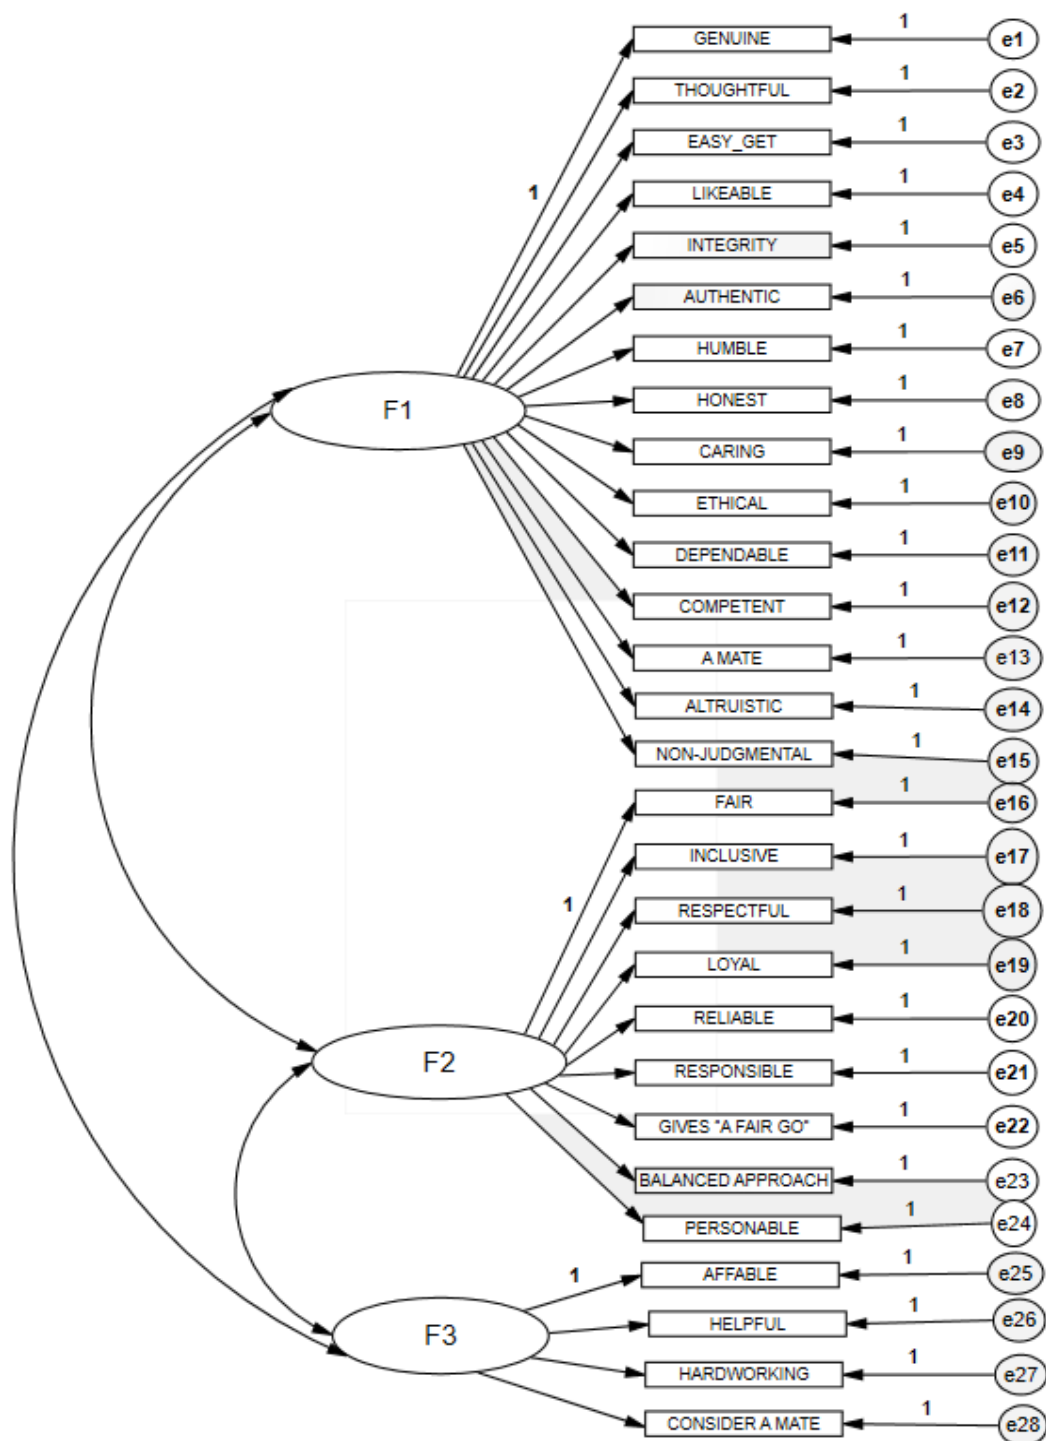 GENUINE 1 e1
THOUGHTFUL 1 e2
EASY_GET 1 e3
1 LIKEABLE 1 e4
INTEGRITY 1 e5
AUTHENTIC 1 e6
HUMBLE 1 e7
F1 HONEST 1 e8
CARING 1 e9
ETHICAL 1 e10
DEPENDABLE 1 e11
COMPETENT 1 e12
A MATE 1 e13
ALTRUISTIC 1 e14
NON-JUDGMENTAL 1 e15
FAIR 1 e16
INCLUSIVE 1 e17
1 RESPECTFUL 1 e18
LOYAL 1 e19
RELIABLE 1 e20
F2 RESPONSIBLE 1 e21
GIVES "A FAIR GO" 1 e22
BALANCED APPROACH 1 e23
PERSONABLE 1 e24
1 AFFABLE 1 e25
F3 HELPFUL 1 e26
HARDWORKING 1 e27
CONSIDER A MATE 1 e28